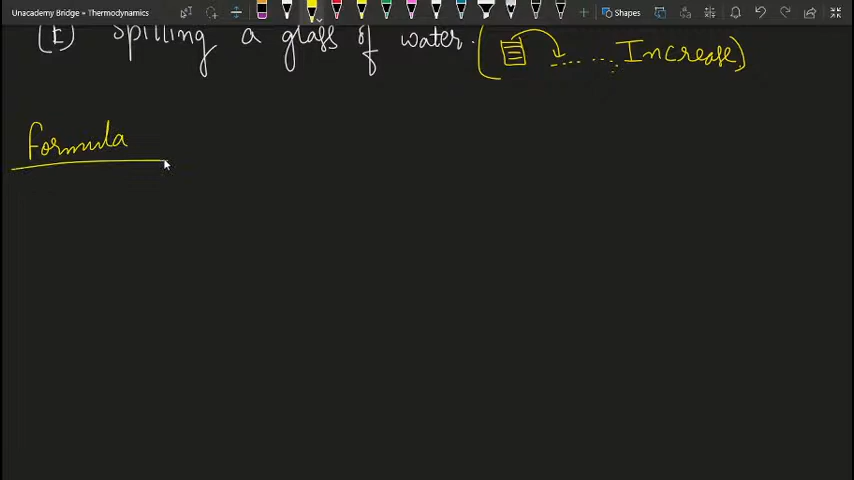 Unacademy Bridge » Thermodynamics
Shapes
(E) Spilling a glass of water. ( ........ Increase)
Formula